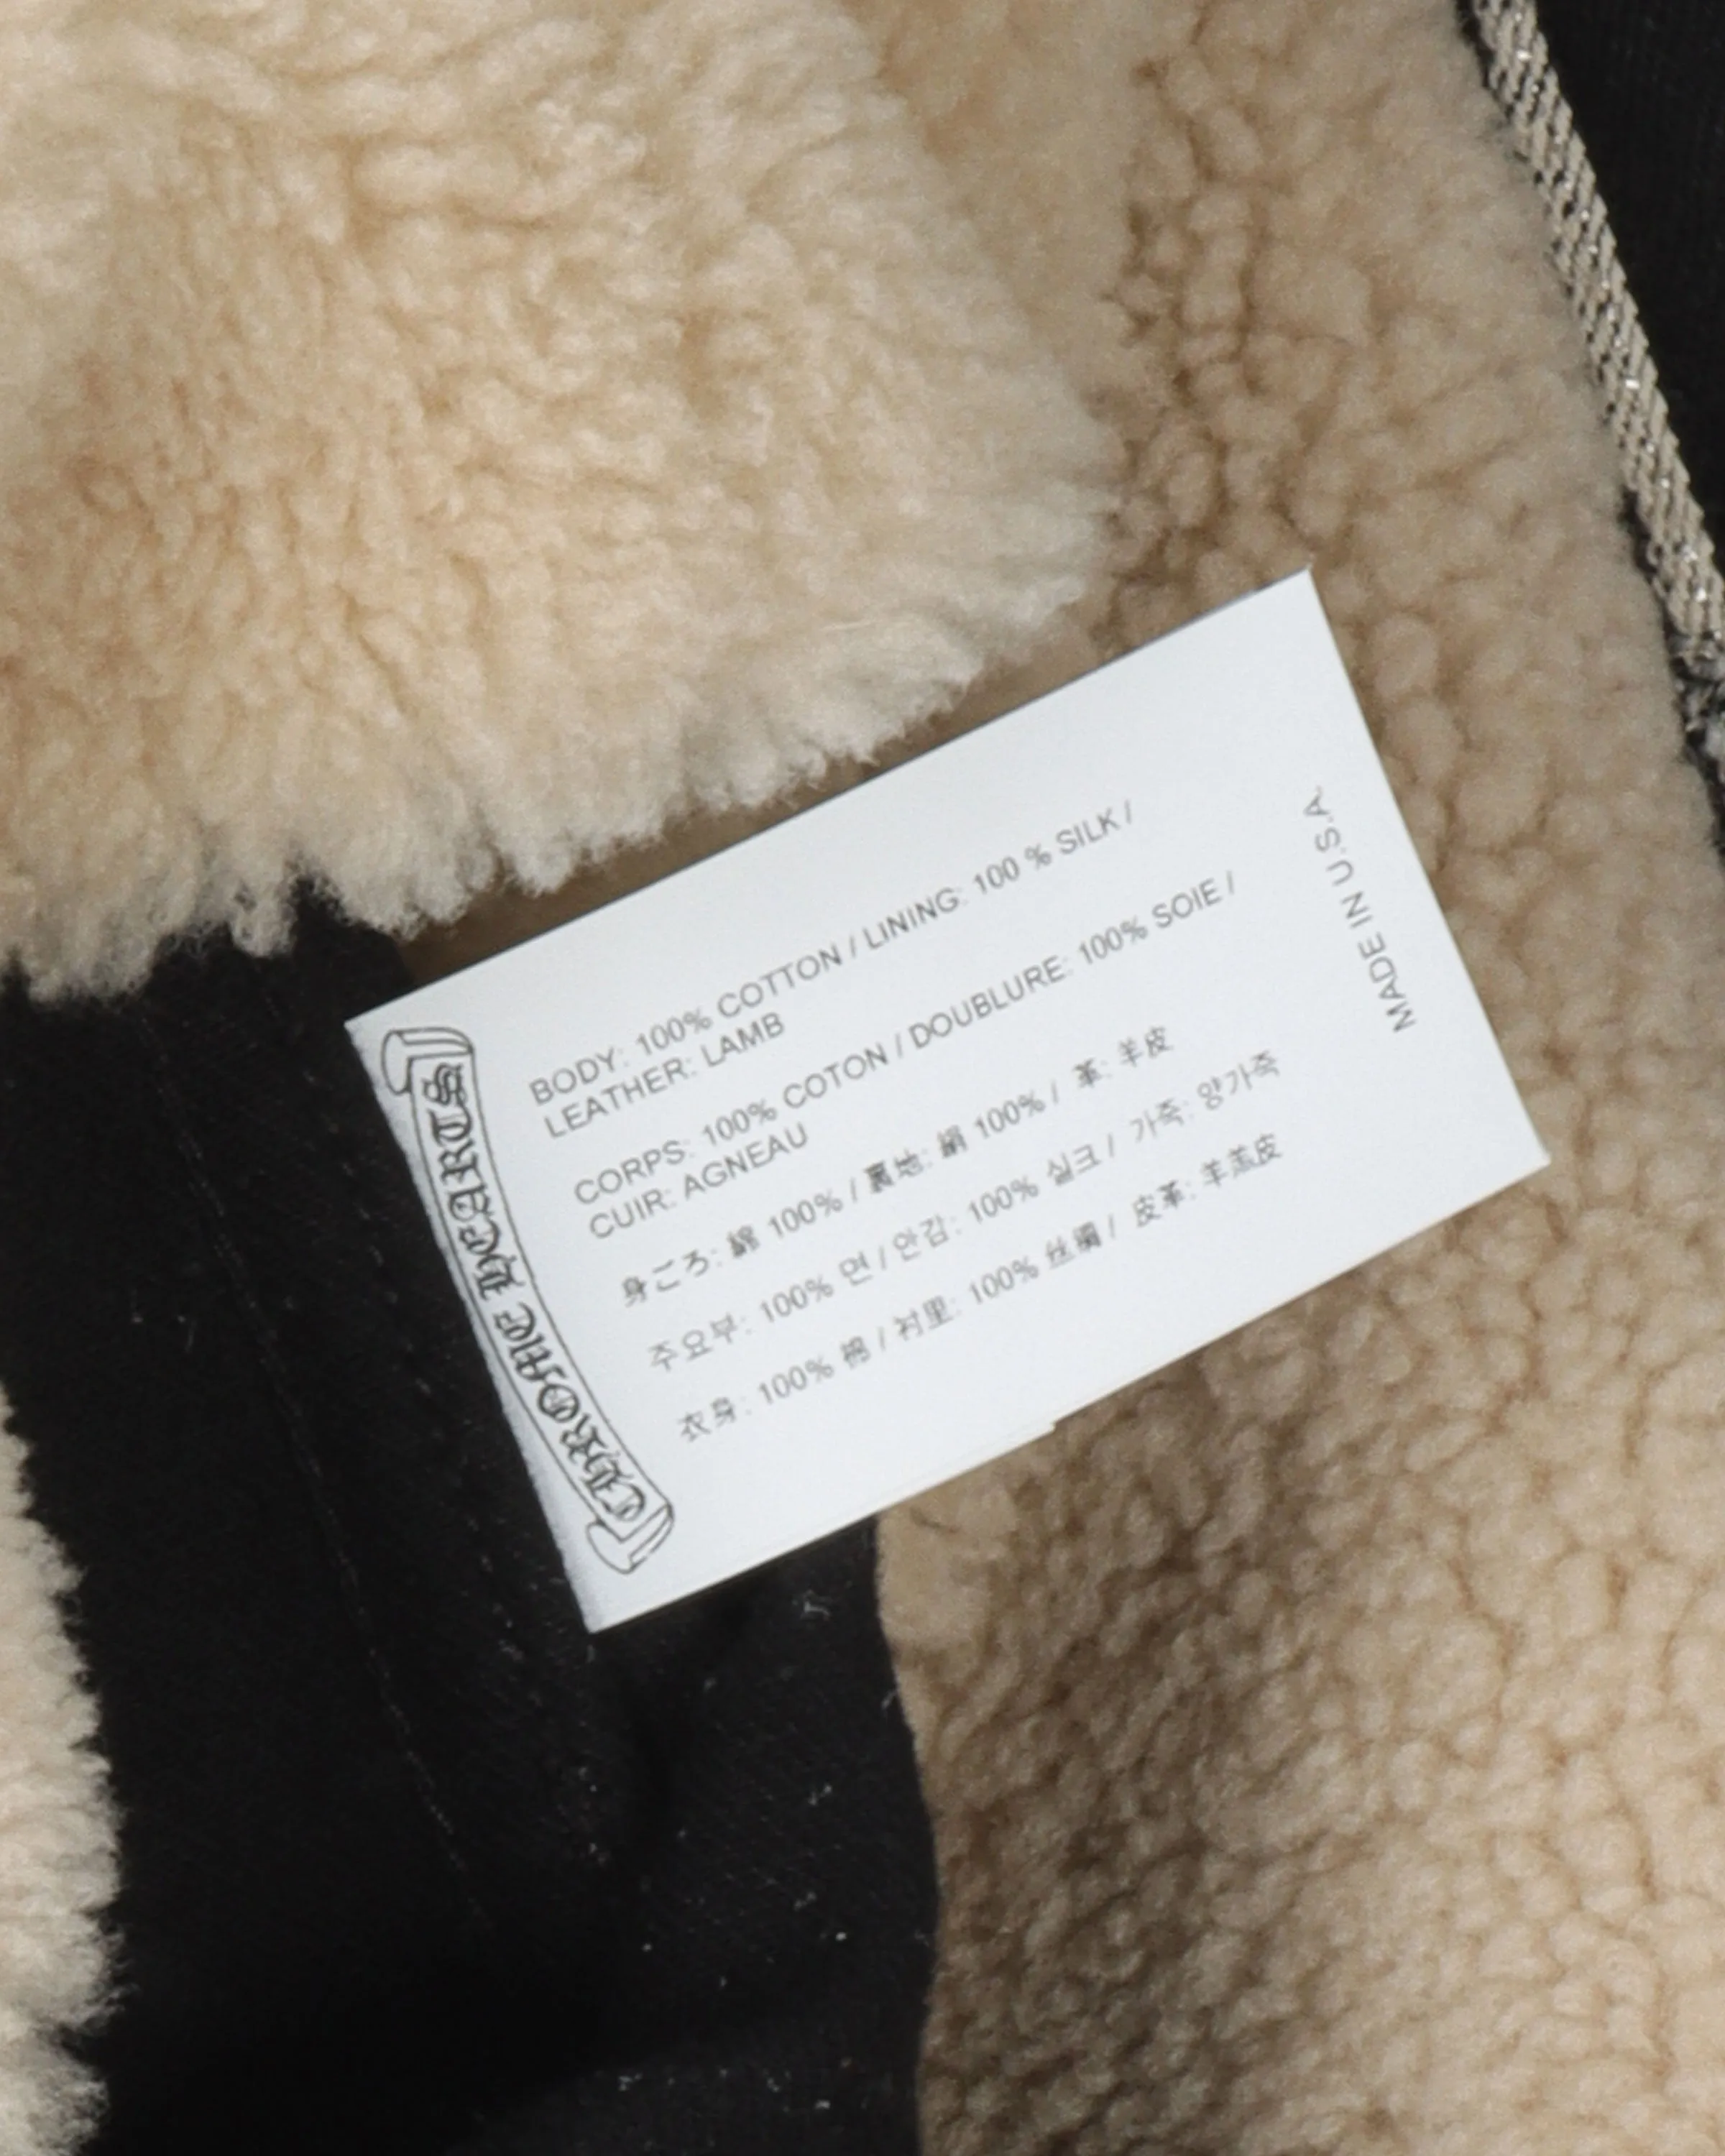 CHROME HEARTS
BODY: 100% COTTON / LINING: 100 % SILK /
LEATHER: LAMB
CORPS: 100% COTON / DOUBLURE: 100% SOIE /
CUIR: AGNEAU
身ごろ: 綿 100% / 裏地: 絹 100% / 革: 羊皮
주요부: 100% 면 / 안감: 100% 실크 / 가죽: 양가죽
衣身: 100% 棉 / 衬里: 100% 丝绸 / 皮革: 羊羔皮
MADE IN U.S.A.